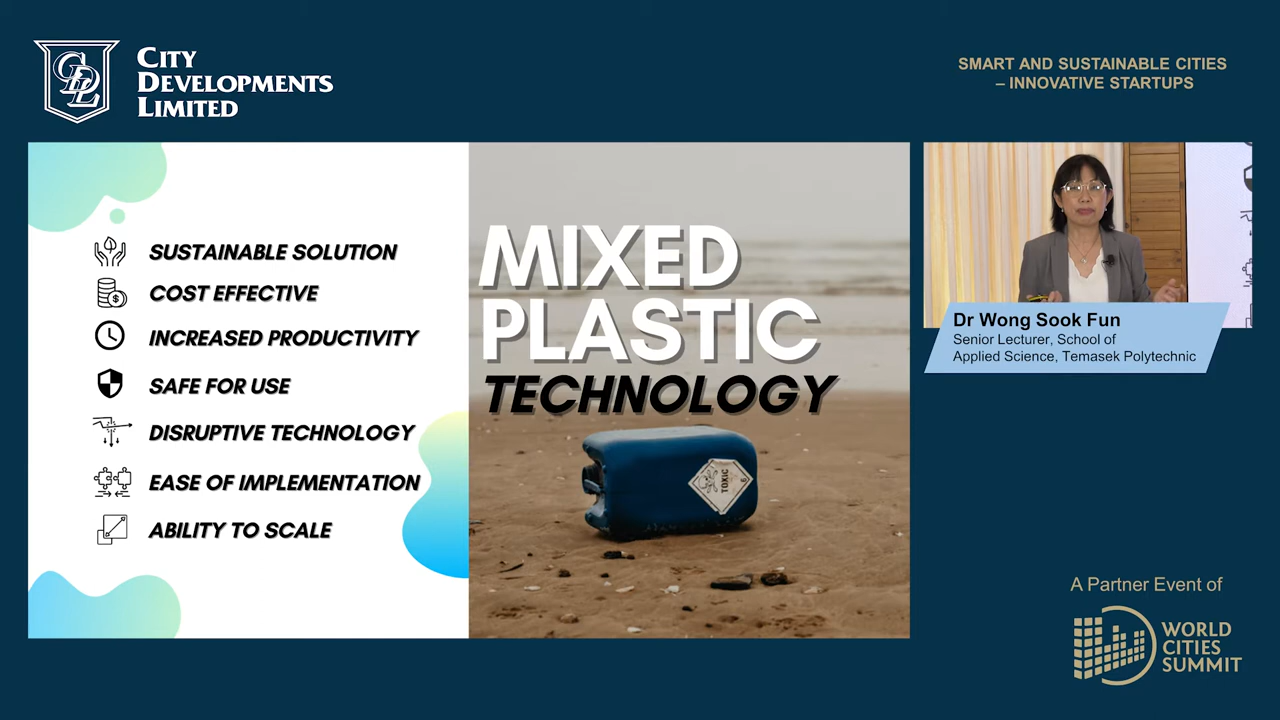 CITY
DEVELOPMENTS
LIMITED
CDL
SMART AND SUSTAINABLE CITIES
– INNOVATIVE STARTUPS
SUSTAINABLE SOLUTION
COST EFFECTIVE
INCREASED PRODUCTIVITY
SAFE FOR USE
DISRUPTIVE TECHNOLOGY
EASE OF IMPLEMENTATION
ABILITY TO SCALE
MIXED
PLASTIC
TECHNOLOGY
TOXIC
6
Dr Wong Sook Fun
Senior Lecturer, School of
Applied Science, Temasek Polytechnic
A Partner Event of
WORLD
CITIES
SUMMIT